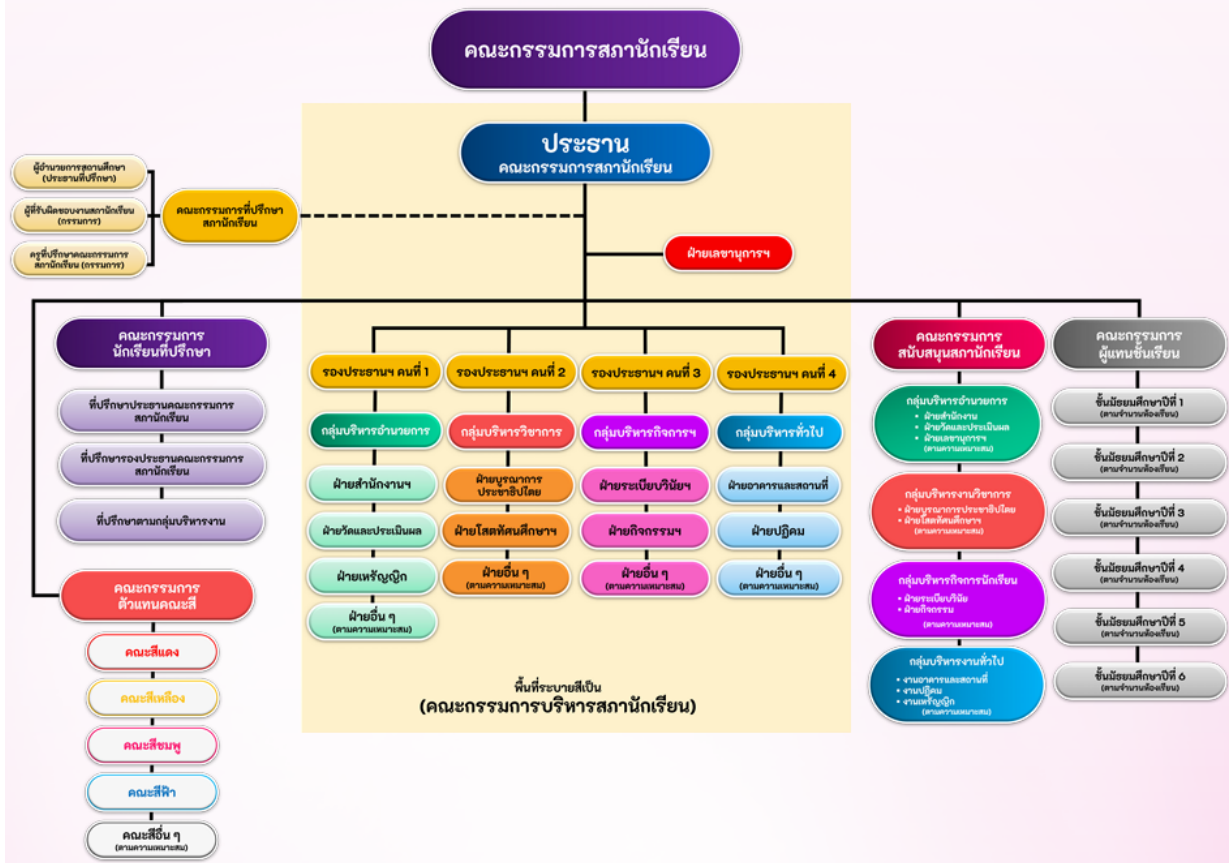 คณะกรรมการสภานักเรียน
ประธาน
คณะกรรมการสภานักเรียน
ผู้อำนวยการสถานศึกษา
(ประธานที่ปรึกษา)
ผู้ที่รับผิดชอบงานสภานักเรียน
(กรรมการ)
ครูที่ปรึกษาคณะกรรมการ
สภานักเรียน (กรรมการ)
คณะกรรมการที่ปรึกษา
สภานักเรียน
ฝ่ายเลขานุการฯ
คณะกรรมการ
นักเรียนที่ปรึกษา
ที่ปรึกษาประธานคณะกรรมการ
สภานักเรียน
ที่ปรึกษารองประธานคณะกรรมการ
สภานักเรียน
ที่ปรึกษาตามกลุ่มบริหารงาน
คณะกรรมการ
ตัวแทนคณะสี
คณะสีแดง
คณะสีเหลือง
คณะสีชมพู
คณะสีฟ้า
คณะสีอื่น ๆ
(ตามความเหมาะสม)
รองประธานฯ คนที่ 1
กลุ่มบริหารอำนวยการ
ฝ่ายสำนักงานฯ
ฝ่ายวัดและประเมินผล
ฝ่ายเหรัญญิก
ฝ่ายอื่น ๆ
(ตามความเหมาะสม)
รองประธานฯ คนที่ 2
กลุ่มบริหารวิชาการ
ฝ่ายบูรณาการ
ประชาธิปไตย
ฝ่ายโสตทัศนศึกษาฯ
ฝ่ายอื่น ๆ
(ตามความเหมาะสม)
รองประธานฯ คนที่ 3
กลุ่มบริหารกิจการฯ
ฝ่ายระเบียบวินัยฯ
ฝ่ายกิจกรรมฯ
ฝ่ายอื่น ๆ
(ตามความเหมาะสม)
รองประธานฯ คนที่ 4
กลุ่มบริหารทั่วไป
ฝ่ายอาคารและสถานที่
ฝ่ายปฏิคม
ฝ่ายอื่น ๆ
(ตามความเหมาะสม)
พื้นที่ระบายสีเป็น
(คณะกรรมการบริหารสภานักเรียน)
คณะกรรมการ
สนับสนุนสภานักเรียน
กลุ่มบริหารอำนวยการ
• ฝ่ายสำนักงาน
• ฝ่ายวัดและประเมินผล
• ฝ่ายเลขานุการฯ
(ตามความเหมาะสม)
กลุ่มบริหารงานวิชาการ
• ฝ่ายบูรณาการประชาธิปไตย
• ฝ่ายโสตทัศนศึกษาฯ
(ตามความเหมาะสม)
กลุ่มบริหารกิจการนักเรียน
• ฝ่ายระเบียบวินัย
• ฝ่ายกิจกรรม
(ตามความเหมาะสม)
กลุ่มบริหารงานทั่วไป
• งานอาคารและสถานที่
• งานปฏิคม
• งานเหรัญญิก
(ตามความเหมาะสม)
คณะกรรมการ
ผู้แทนชั้นเรียน
ชั้นมัธยมศึกษาปีที่ 1
(ตามจำนวนห้องเรียน)
ชั้นมัธยมศึกษาปีที่ 2
(ตามจำนวนห้องเรียน)
ชั้นมัธยมศึกษาปีที่ 3
(ตามจำนวนห้องเรียน)
ชั้นมัธยมศึกษาปีที่ 4
(ตามจำนวนห้องเรียน)
ชั้นมัธยมศึกษาปีที่ 5
(ตามจำนวนห้องเรียน)
ชั้นมัธยมศึกษาปีที่ 6
(ตามจำนวนห้องเรียน)